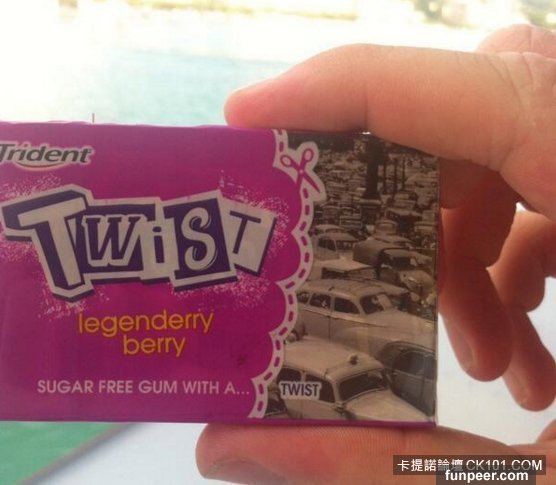 Trident
TWiST
legenderry
berry
SUGAR FREE GUM WITH A...
TWIST
卡提諾論壇 CK101.COM
funpeer.com